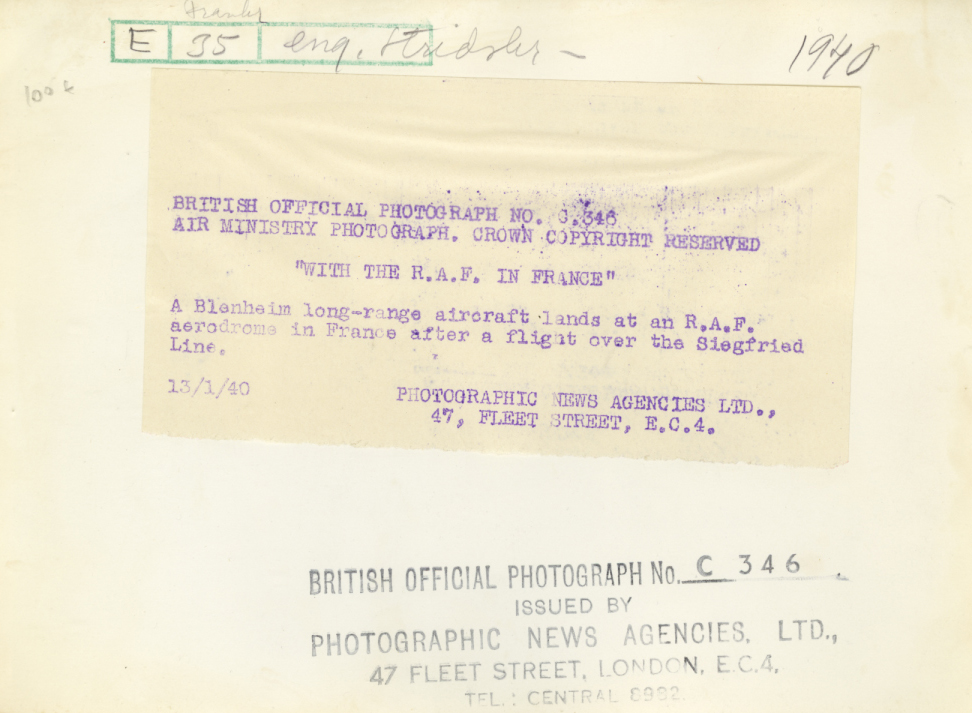 E 35 eng.
1940
BRITISH OFFICIAL PHOTOGRAPH NO. C.346
AIR MINISTRY PHOTOGRAPH. CROWN COPYRIGHT RESERVED
"WITH THE R.A.F. IN FRANCE"
A Blenheim long-range aircraft lands at an R.A.F.
aerodrome in France after a flight over the Siegfried
Line.
13/1/40
PHOTOGRAPHIC NEWS AGENCIES LTD.,
47, FLEET STREET, E.C.4.
BRITISH OFFICIAL PHOTOGRAPH No. C 346.
ISSUED BY
PHOTOGRAPHIC NEWS AGENCIES, LTD.,
47 FLEET STREET, LONDON, E.C.4,
TEL.: CENTRAL 8982.